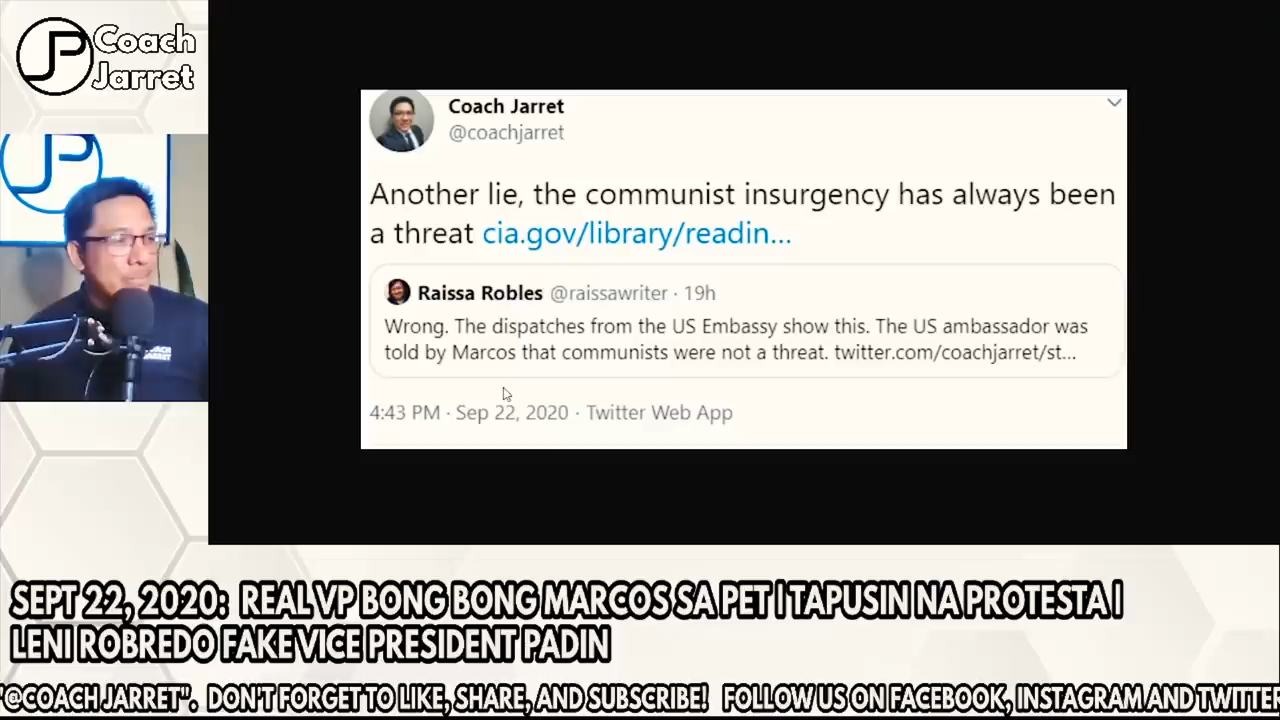 Coach
Jarret
Coach Jarret
@coachjarret
Another lie, the communist insurgency has always been
a threat cia.gov/library/readin...
Raissa Robles @raissawriter · 19h
Wrong. The dispatches from the US Embassy show this. The US ambassador was
told by Marcos that communists were not a threat. twitter.com/coachjarret/st...
4:43 PM · Sep 22, 2020 · Twitter Web App
COACH
JARRET
SEPT 22, 2020: REAL VP BONG BONG MARCOS SA PET | TAPUSIN NA PROTESTA |
LENI ROBREDO FAKE VICE PRESIDENT PADIN
"@COACH JARRET". DON'T FORGET TO LIKE, SHARE, AND SUBSCRIBE! FOLLOW US ON FACEBOOK, INSTAGRAM AND TWITTER